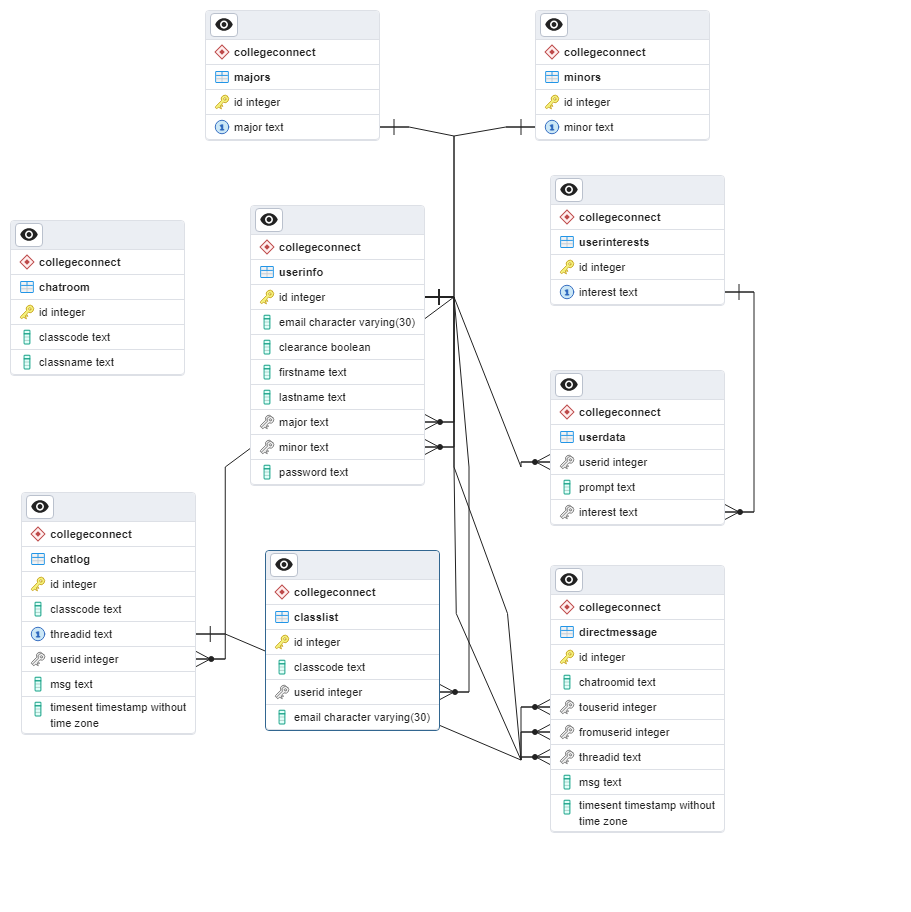 collegeconnect
majors
id integer
major text
collegeconnect
minors
id integer
minor text
collegeconnect
userinterests
id integer
interest text
collegeconnect
userinfo
id integer
email character varying(30)
clearance boolean
firstname text
lastname text
major text
minor text
password text
collegeconnect
chatroom
id integer
classcode text
classname text
collegeconnect
userdata
userid integer
prompt text
interest text
collegeconnect
chatlog
id integer
classcode text
threadid text
userid integer
msg text
timesent timestamp without
time zone
collegeconnect
classlist
id integer
classcode text
userid integer
email character varying(30)
collegeconnect
directmessage
id integer
chatroomid text
touserid integer
fromuserid integer
threadid text
msg text
timesent timestamp without
time zone